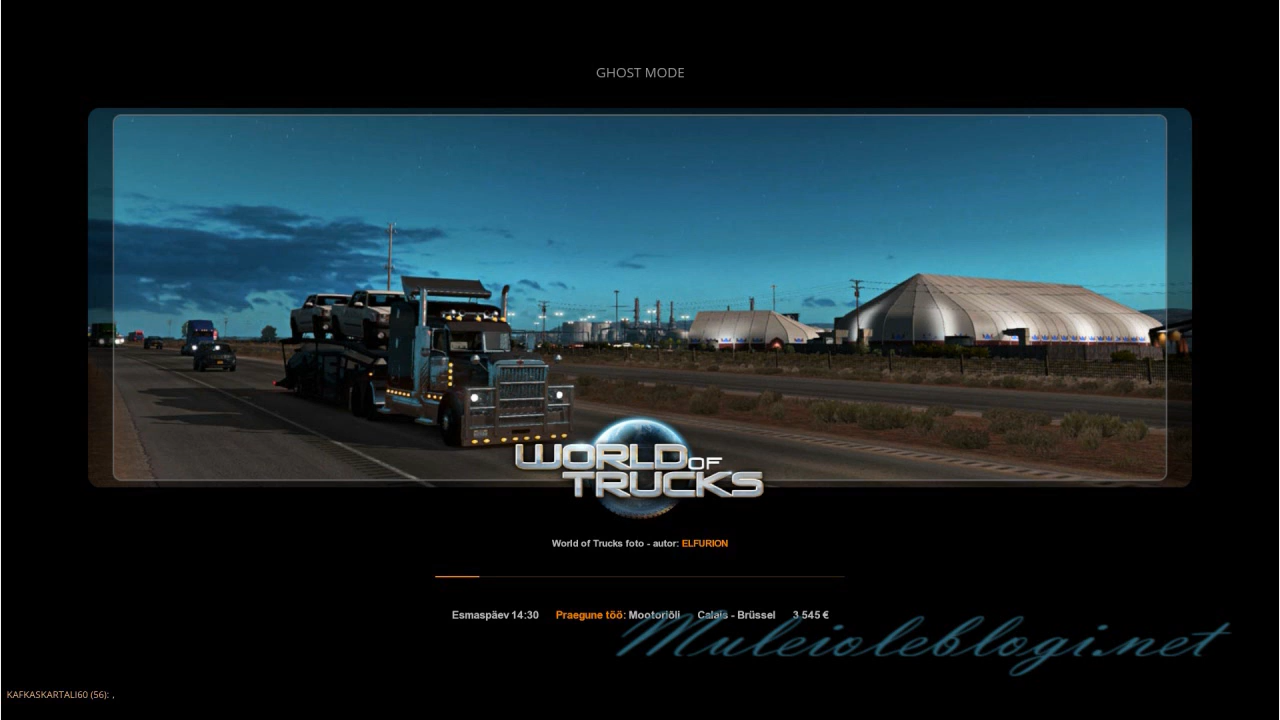 GHOST MODE
WORLD OF
TRUCKS
World of Trucks foto - autor: ELFURION
Esmaspäev 14:30 Praegune töö: Mootoriõli Calais - Brüssel 3 545 €
Muleioleblogi.net
KAFKASKARTALI60 (56): ,